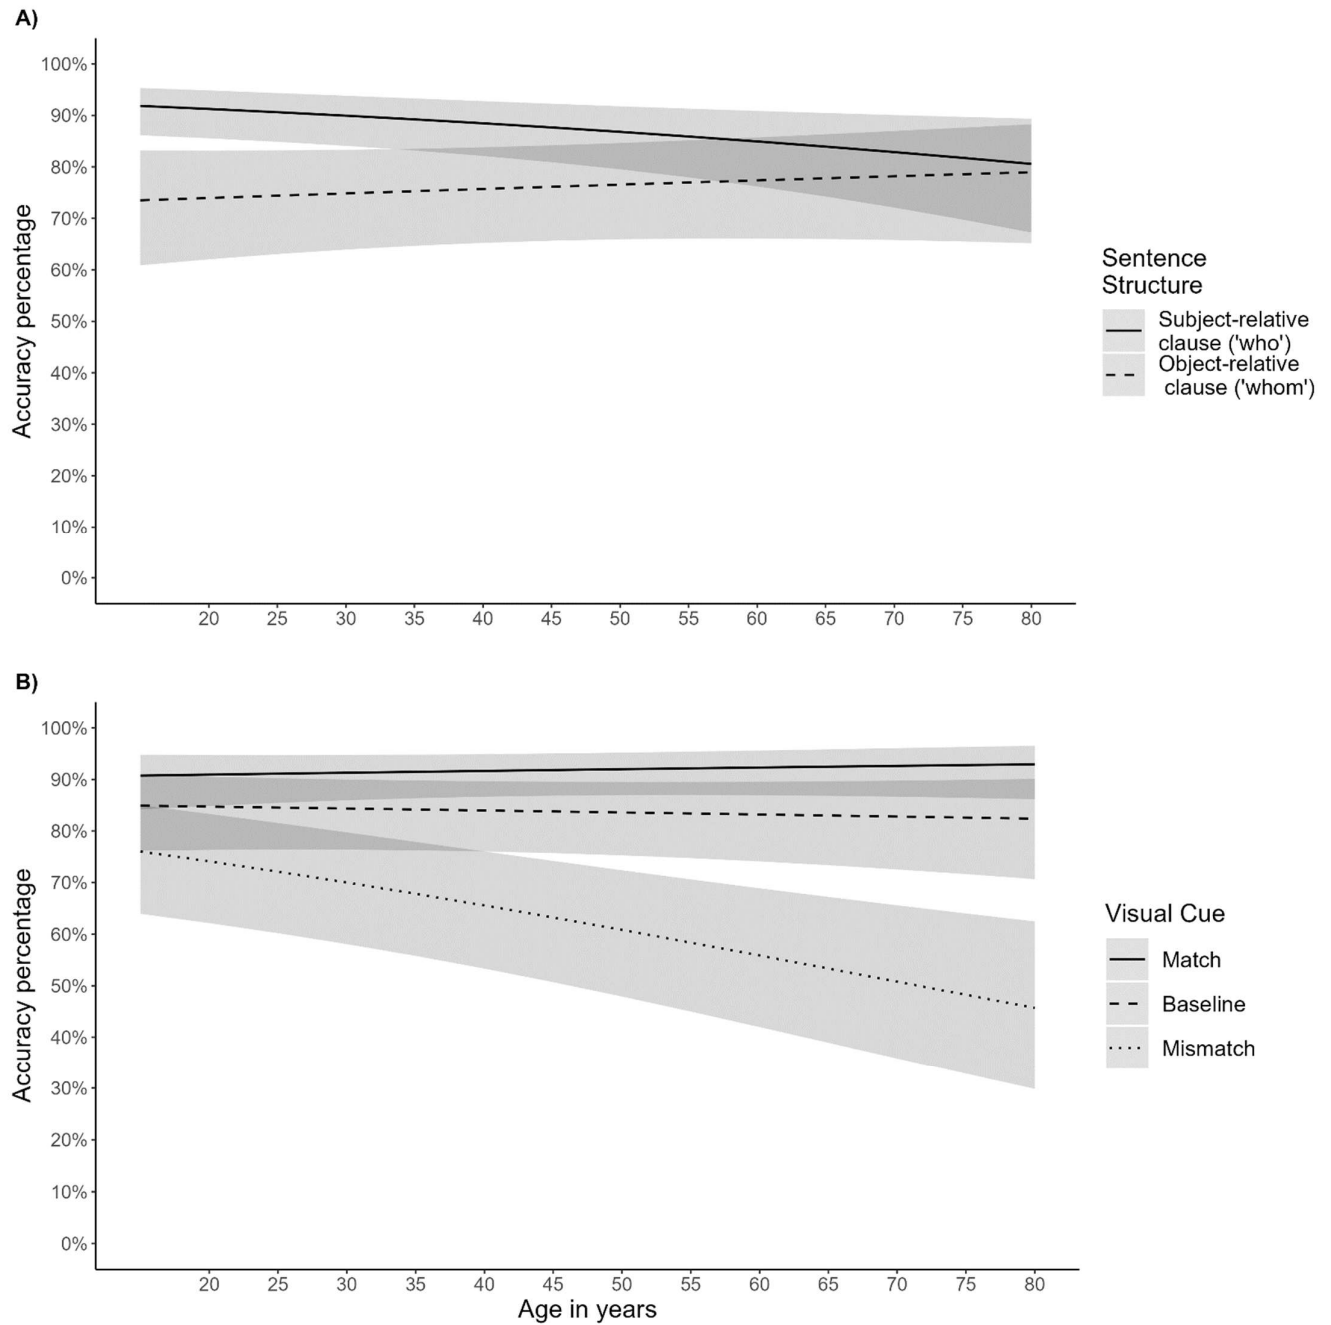 A)
100%
90%
80%
70%
60%
50%
40%
30%
20%
10%
0%
Accuracy percentage
20 25 30 35 40 45 50 55 60 65 70 75 80
Sentence
Structure
Subject-relative
clause ('who')
Object-relative
clause ('whom')
B)
100%
90%
80%
70%
60%
50%
40%
30%
20%
10%
0%
Accuracy percentage
20 25 30 35 40 45 50 55 60 65 70 75 80
Age in years
Visual Cue
Match
Baseline
Mismatch